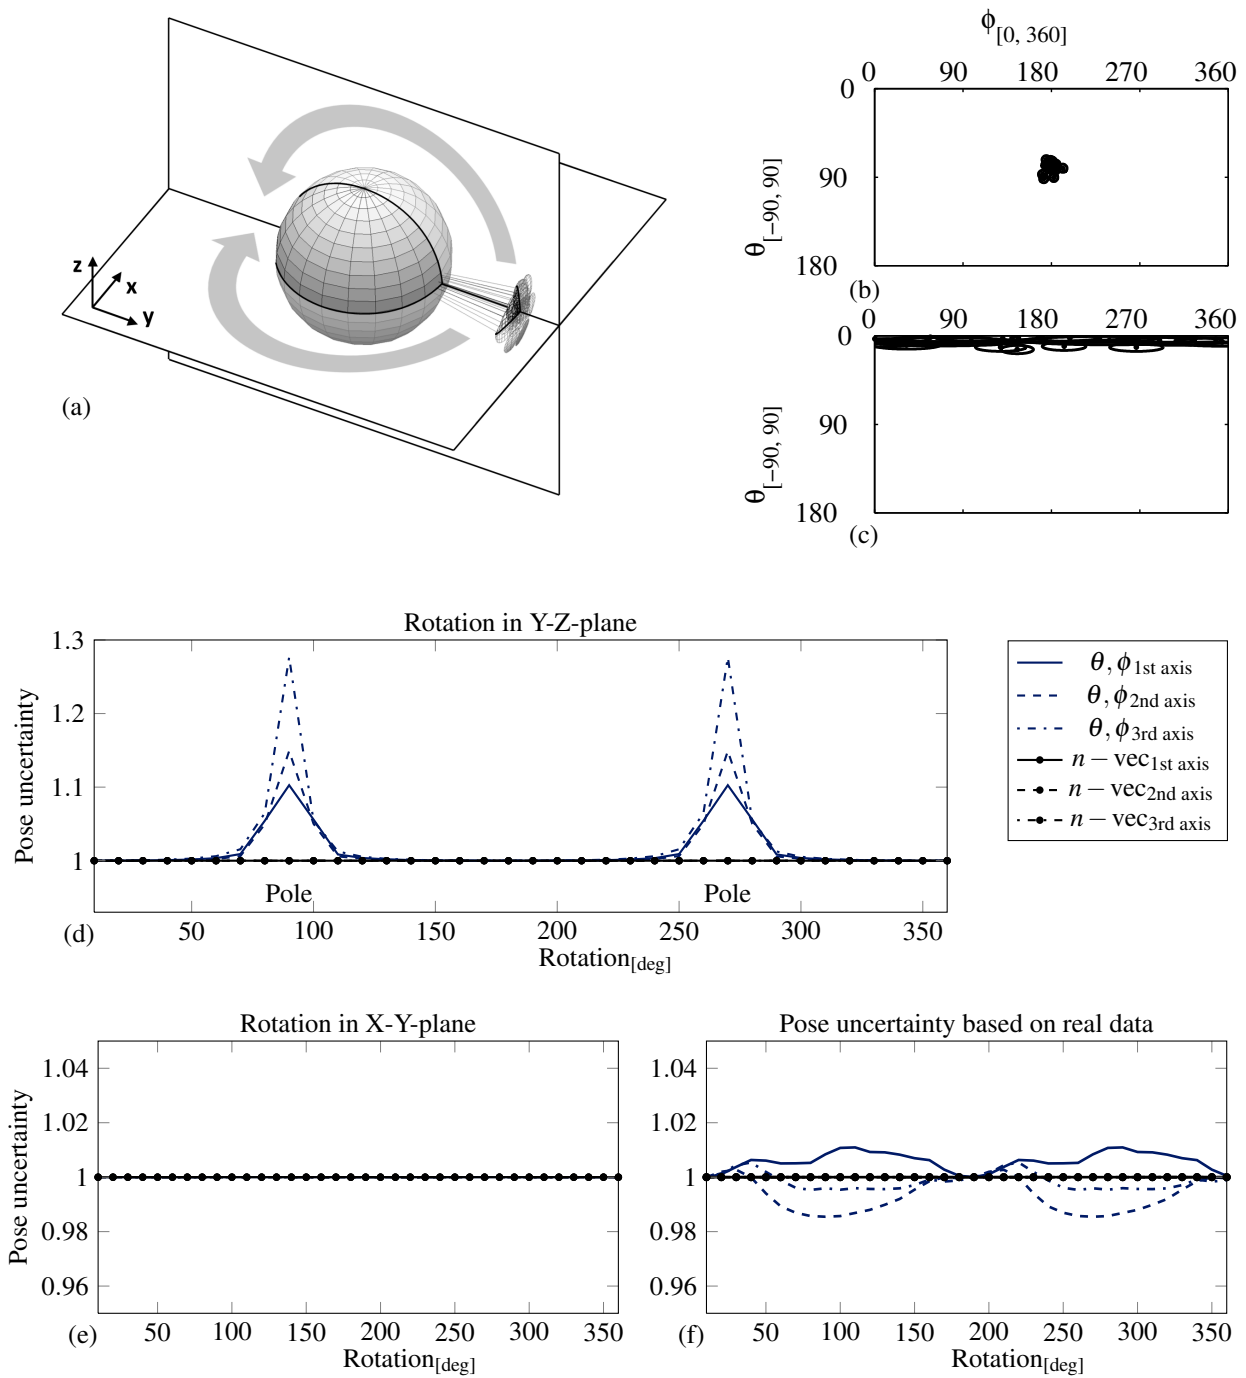 z
x
y
(a)
ϕ[0, 360]
0 90 180 270 360
0
90
180
θ[−90, 90]
(b)
0 90 180 270 360
0
90
180
θ[−90, 90]
(c)
Rotation in Y-Z-plane
1.3
1.2
1.1
1
Pose uncertainty
Pole Pole
50 100 150 200 250 300 350
(d)
Rotation[deg]
θ, ϕ1st axis
θ, ϕ2nd axis
θ, ϕ3rd axis
n − vec1st axis
n − vec2nd axis
n − vec3rd axis
Rotation in X-Y-plane
1.04
1.02
1
0.98
0.96
Pose uncertainty
50 100 150 200 250 300 350
(e)
Rotation[deg]
Pose uncertainty based on real data
1.04
1.02
1
0.98
0.96
50 100 150 200 250 300 350
(f)
Rotation[deg]